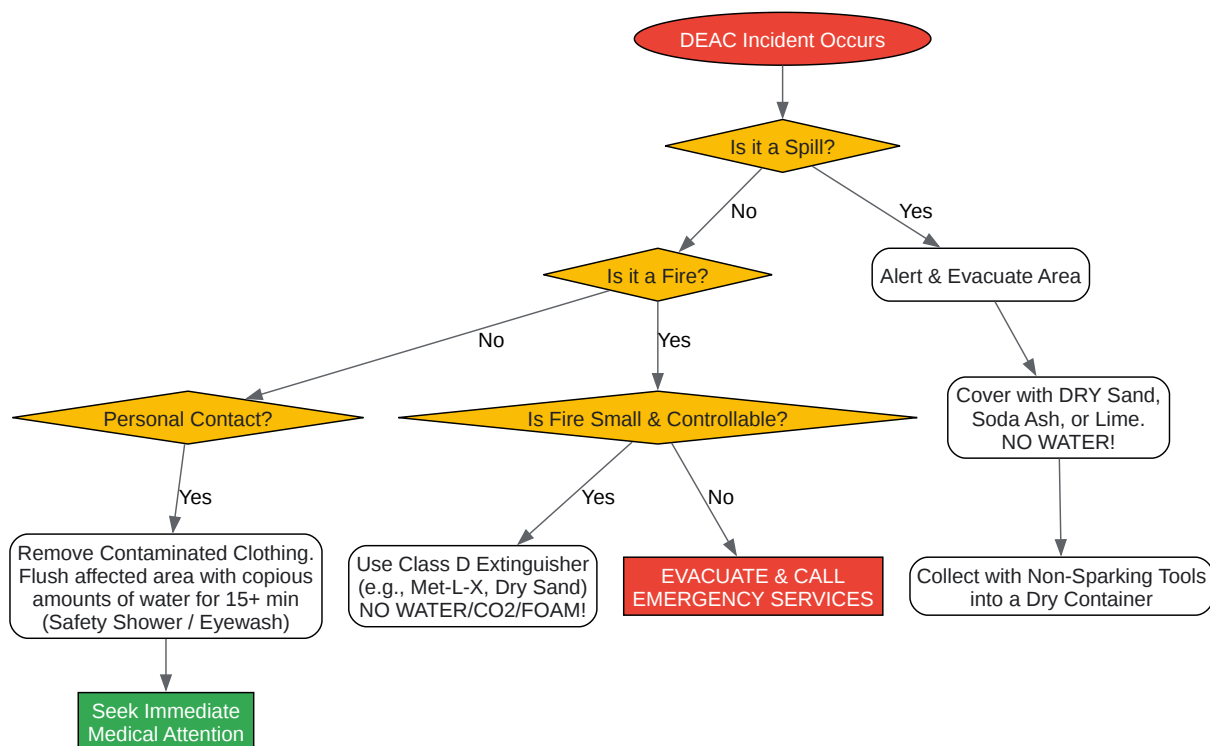 DEAC Incident Occurs
Is it a Spill?
No
Yes
Is it a Fire?
Alert & Evacuate Area
No
Yes
Personal Contact?
Is Fire Small & Controllable?
Cover with DRY Sand,
Soda Ash, or Lime.
NO WATER!
Yes
Yes
No
Remove Contaminated Clothing.
Flush affected area with copious
amounts of water for 15+ min
(Safety Shower / Eyewash)
Use Class D Extinguisher
(e.g., Met-L-X, Dry Sand)
NO WATER/CO2/FOAM!
EVACUATE & CALL
EMERGENCY SERVICES
Collect with Non-Sparking Tools
into a Dry Container
Seek Immediate
Medical Attention